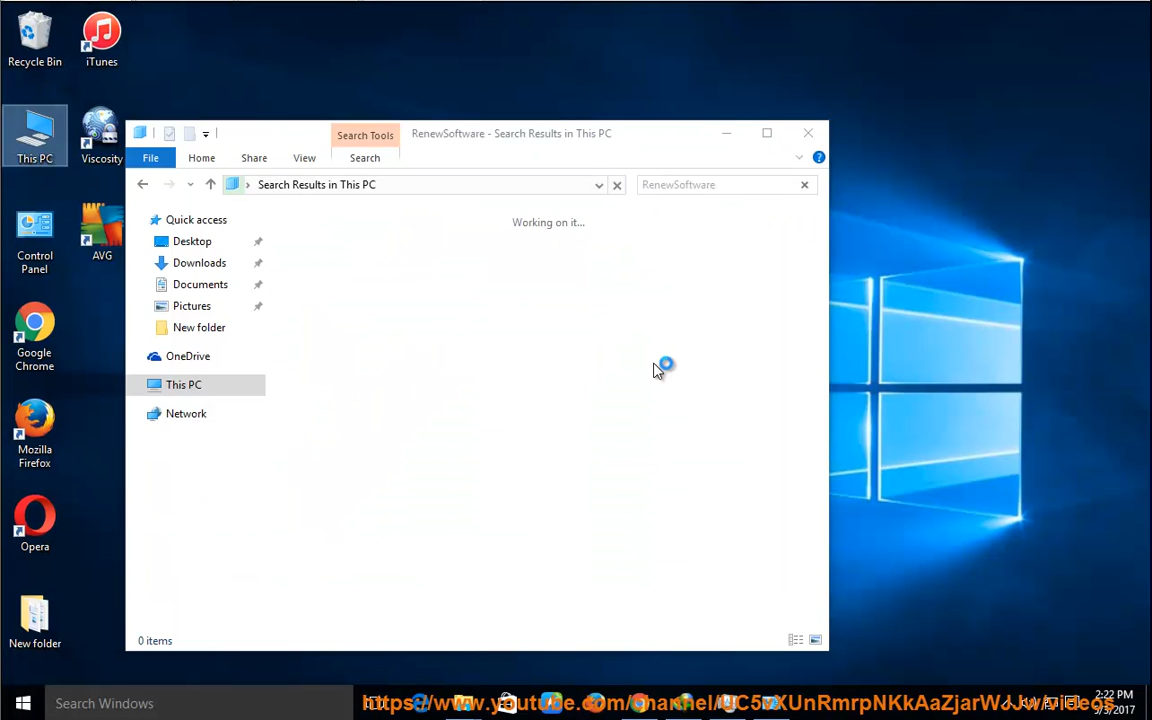 Recycle Bin
iTunes
This PC
Viscosity
Control
Panel
AVG
Google
Chrome
Mozilla
Firefox
Opera
New folder
Search Tools
RenewSoftware - Search Results in This PC
File
Home
Share
View
Search
Search Results in This PC
RenewSoftware
Quick access
Desktop
Downloads
Documents
Pictures
New folder
OneDrive
This PC
Network
Working on it...
0 items
Search Windows
2:22 PM
3/3/2017